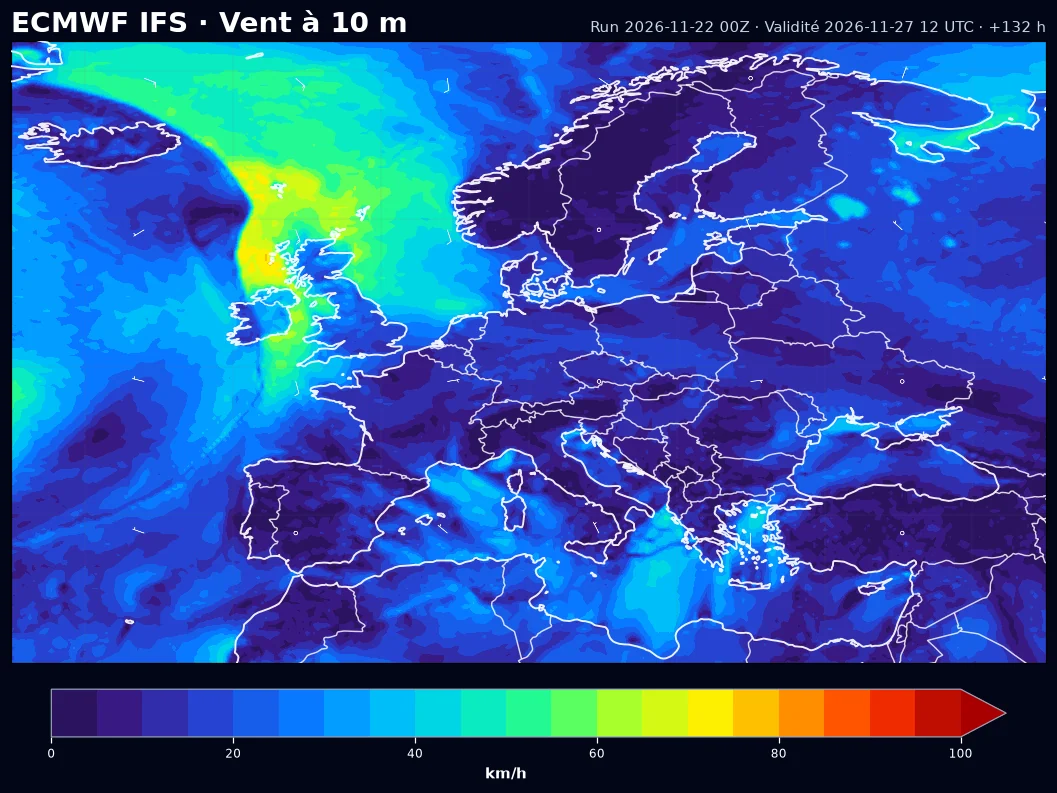 ECMWF IFS · Vent à 10 m
Run 2026-11-22 00Z · Validité 2026-11-27 12 UTC · +132 h
0 20 40 60 80 100
km/h